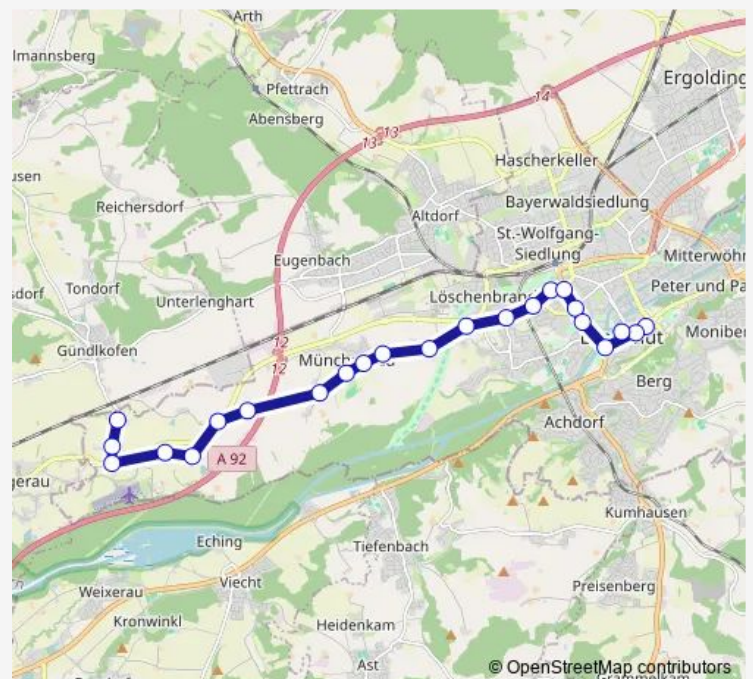 Arth
lmannsberg
Ergolding
Pfettrach
14
Abensberg
13
13
Hascherkeller
usen
Reichersdorf
Bayerwaldsiedlung
Altdorf
St.-Wolfgang-
Siedlung
Mitterwöhr
Eugenbach
sdorf
Tondorf
Unterlenghart
Löschenbran
Peter und Pa
12
Moniber
Gündlkofen
12
Berg
Achdorf
A 92
gerau
Kumhausen
Eching
Tiefenbach
Viecht
Weixerau
Preisenberg
Kronwinkl
Heidenkam
Ast
© OpenStreetMap contributors